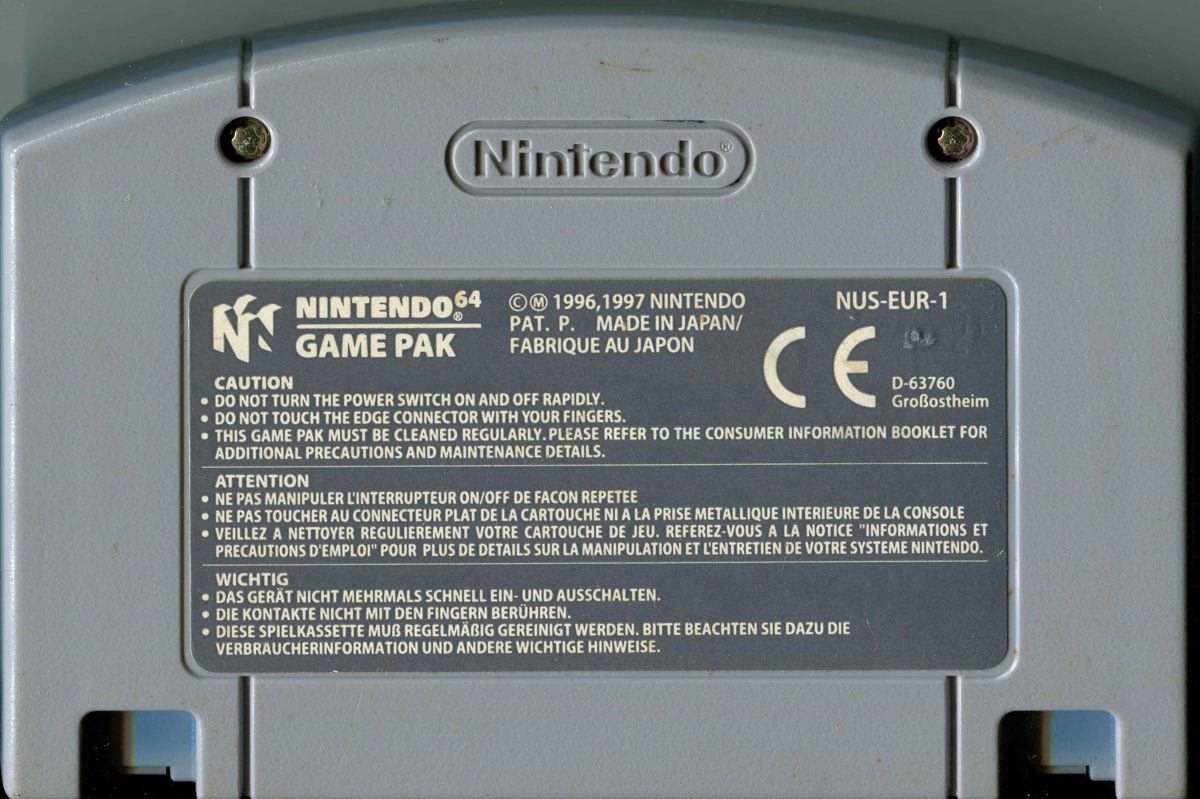 Nintendo®
NINTENDO64®
GAME PAK
©Ⓜ 1996,1997 NINTENDO
PAT. P. MADE IN JAPAN/
FABRIQUE AU JAPON
NUS-EUR-1
CE
D-63760
Großostheim
CAUTION
• DO NOT TURN THE POWER SWITCH ON AND OFF RAPIDLY.
• DO NOT TOUCH THE EDGE CONNECTOR WITH YOUR FINGERS.
• THIS GAME PAK MUST BE CLEANED REGULARLY. PLEASE REFER TO THE CONSUMER INFORMATION BOOKLET FOR
ADDITIONAL PRECAUTIONS AND MAINTENANCE DETAILS.
ATTENTION
• NE PAS MANIPULER L'INTERRUPTEUR ON/OFF DE FACON REPETEE
• NE PAS TOUCHER AU CONNECTEUR PLAT DE LA CARTOUCHE NI A LA PRISE METALLIQUE INTERIEURE DE LA CONSOLE
• VEILLEZ A NETTOYER REGULIEREMENT VOTRE CARTOUCHE DE JEU. REFEREZ-VOUS A LA NOTICE "INFORMATIONS ET
PRECAUTIONS D'EMPLOI" POUR PLUS DE DETAILS SUR LA MANIPULATION ET L'ENTRETIEN DE VOTRE SYSTEME NINTENDO.
WICHTIG
• DAS GERÄT NICHT MEHRMALS SCHNELL EIN- UND AUSSCHALTEN.
• DIE KONTAKTE NICHT MIT DEN FINGERN BERÜHREN.
• DIESE SPIELKASSETTE MUß REGELMÄßIG GEREINIGT WERDEN. BITTE BEACHTEN SIE DAZU DIE
VERBRAUCHERINFORMATION UND ANDERE WICHTIGE HINWEISE.